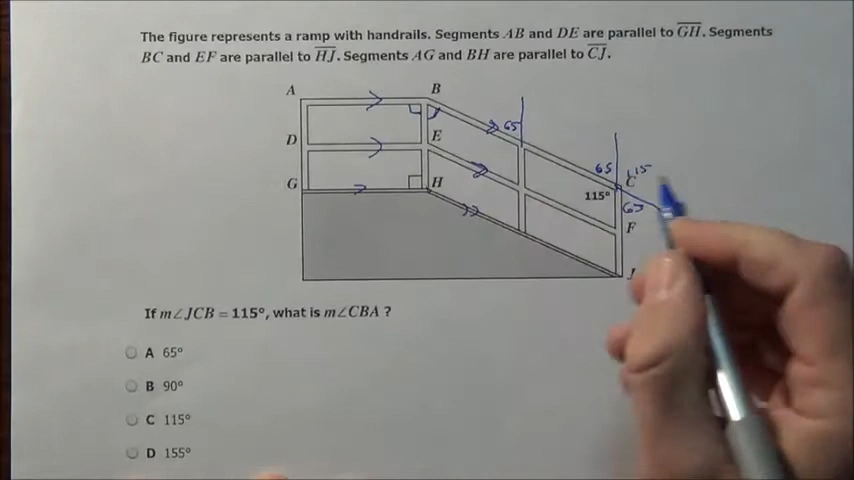 The figure represents a ramp with handrails. Segments AB and DE are parallel to GH. Segments
BC and EF are parallel to HJ. Segments AG and BH are parallel to CJ.
A
B
65
D
E
65
115
C
G
H
115°
65
F
J
If m∠JCB = 115°, what is m∠CBA ?
A 65°
B 90°
C 115°
D 155°